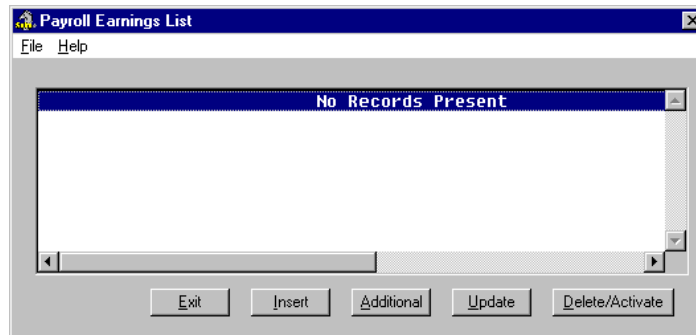 Payroll Earnings List
File Help
No Records Present
Exit Insert Additional Update Delete/Activate